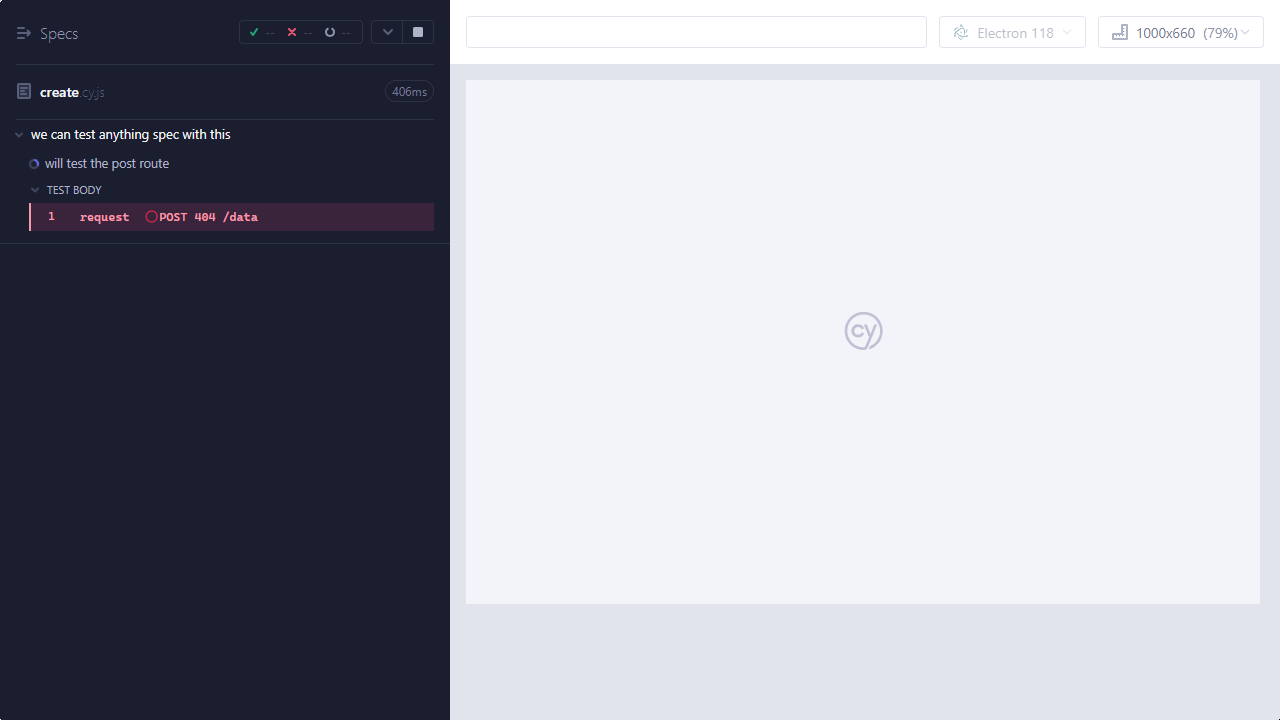 Specs
-- -- --
create.cy.js 406ms
we can test anything spec with this
will test the post route
TEST BODY
1 request POST 404 /data
Electron 118
1000x660 (79%)
cy